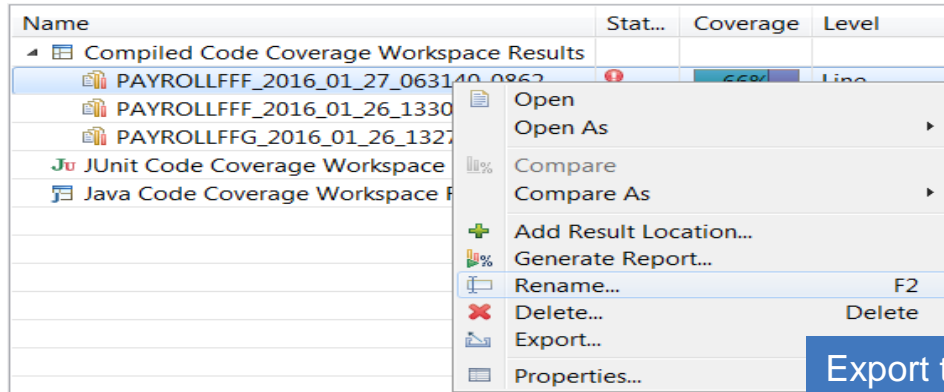 Name Stat... Coverage Level
Compiled Code Coverage Workspace Results
PAYROLLFFF_2016_01_27_063140_0862 66% Line
PAYROLLFFF_2016_01_26_1330
PAYROLLFFG_2016_01_26_132
JUnit Code Coverage Workspace
Java Code Coverage Workspace
Open
Open As
Compare
Compare As
Add Result Location...
Generate Report...
Rename... F2
Delete... Delete
Export...
Properties...
Export